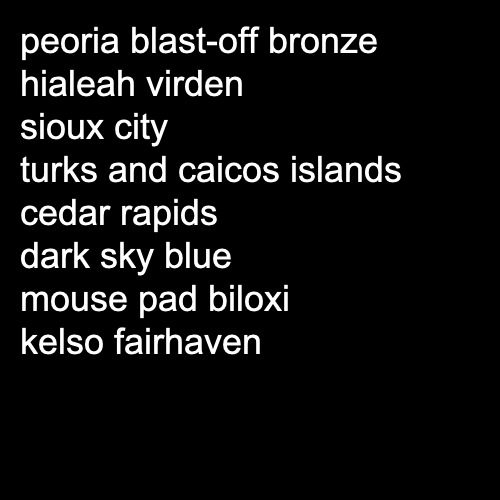 peoria blast-off bronze
hialeah virden
sioux city
turks and caicos islands
cedar rapids
dark sky blue
mouse pad biloxi
kelso fairhaven